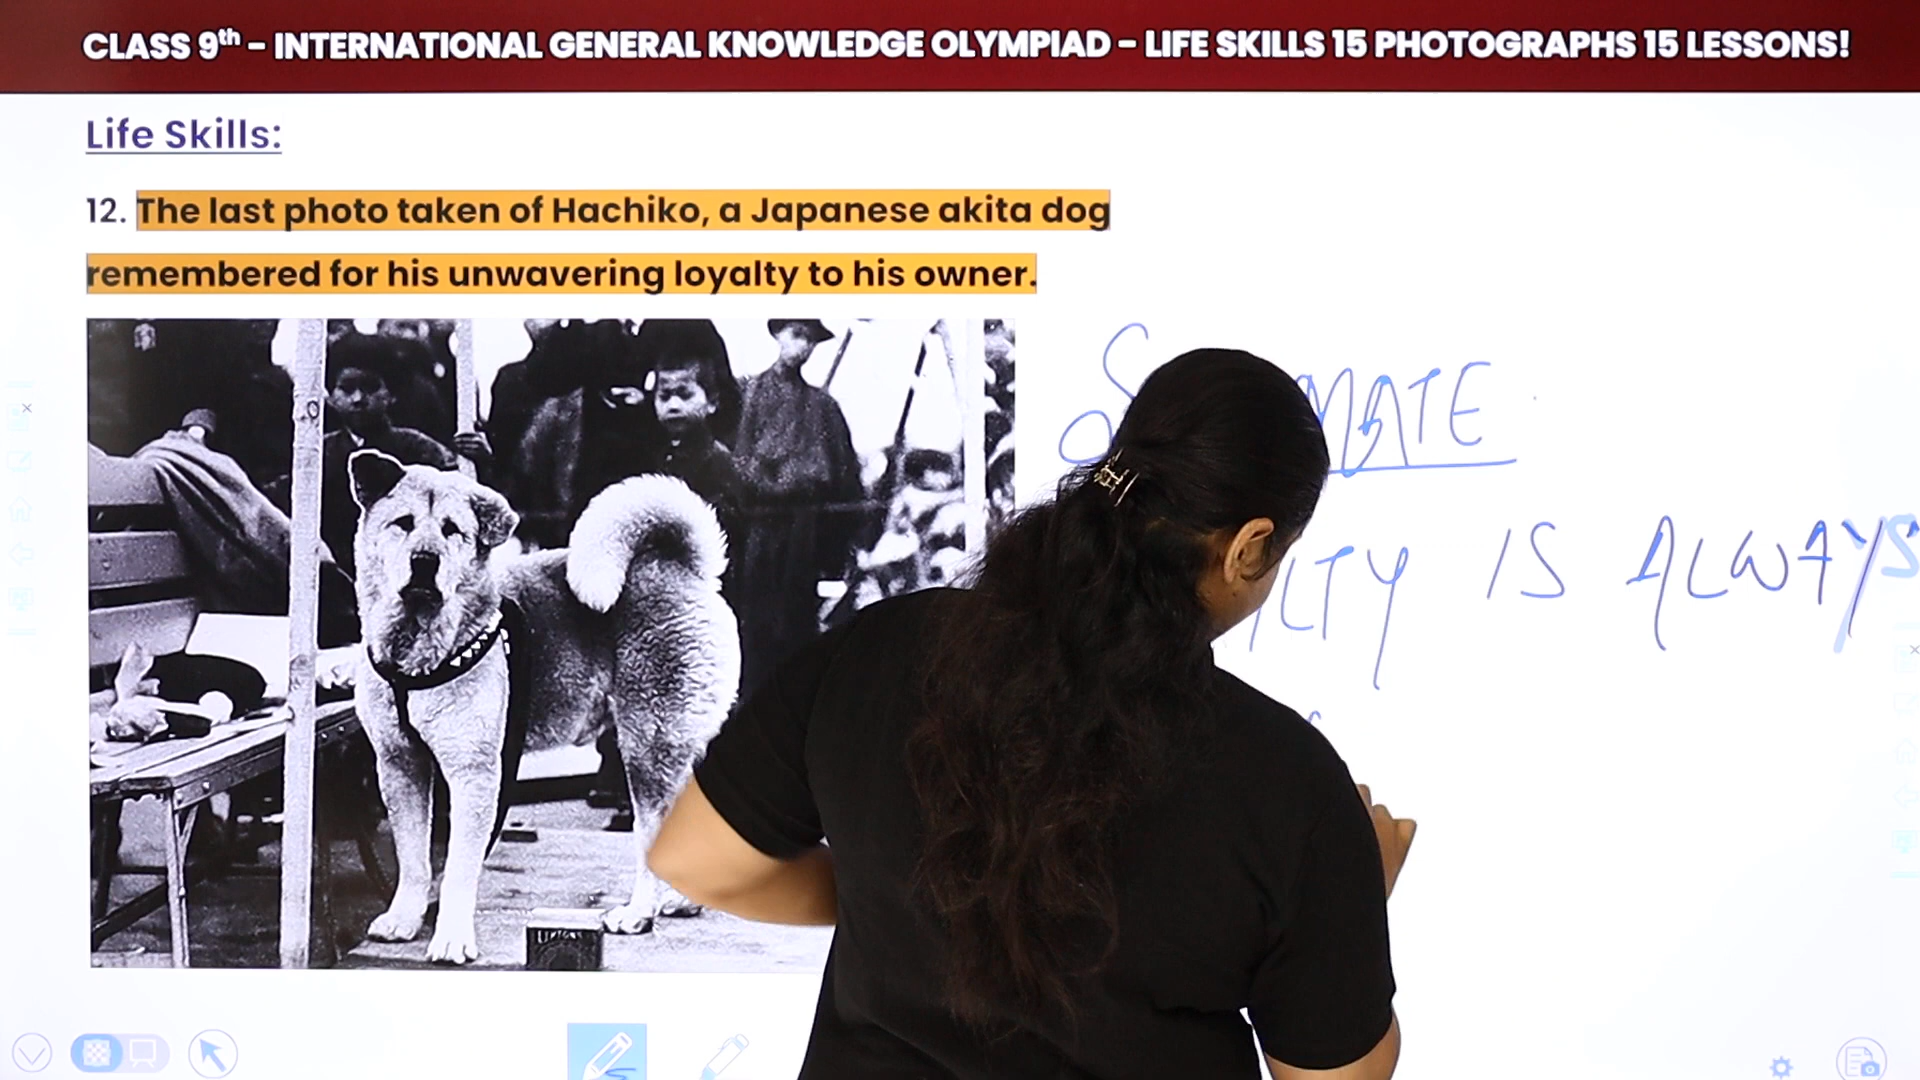 CLASS 9th – INTERNATIONAL GENERAL KNOWLEDGE OLYMPIAD – LIFE SKILLS 15 PHOTOGRAPHS 15 LESSONS!
Life Skills:
12. The last photo taken of Hachiko, a Japanese akita dog
remembered for his unwavering loyalty to his owner.
IS ALWAYS